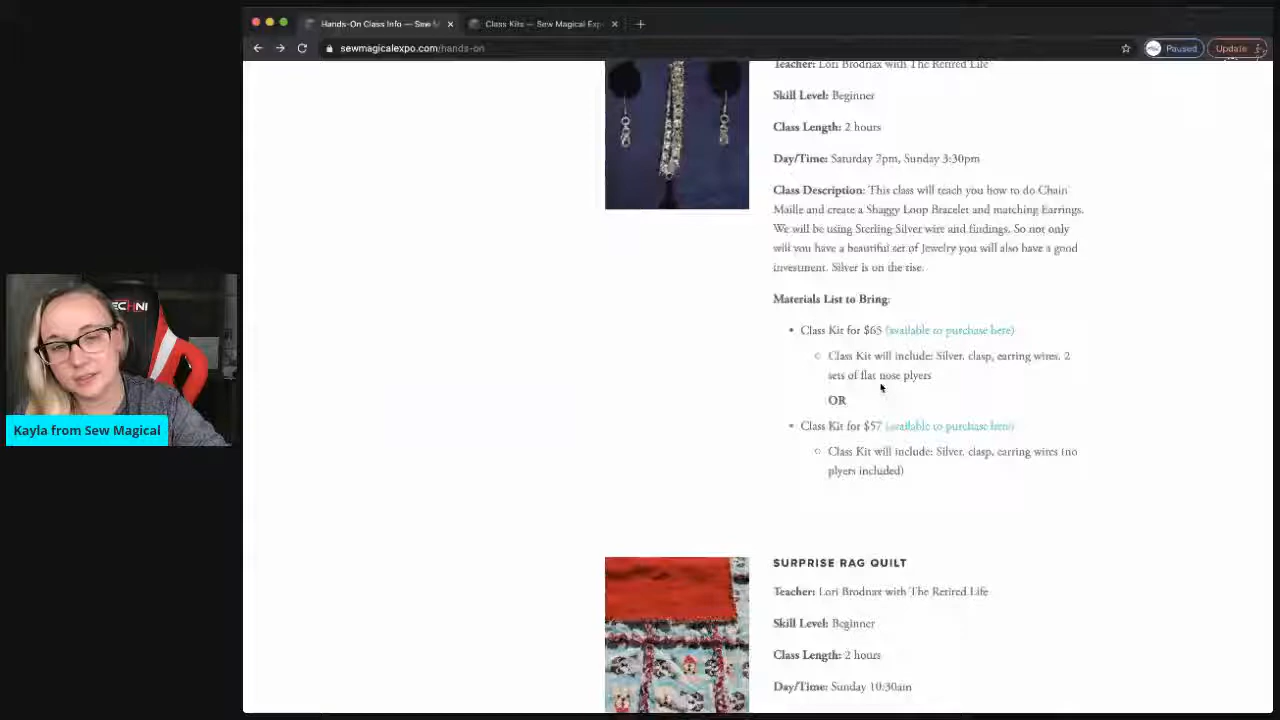 Hands-On Class Info — Sew M
Class Kits — Sew Magical Exp
sewmagicalexpo.com/hands-on
Paused
Update
Teacher: Lori Brodnax with The Retired Life
Skill Level: Beginner
Class Length: 2 hours
Day/Time: Saturday 7pm, Sunday 3:30pm
Class Description: This class will teach you how to do Chain
Maille and create a Shaggy Loop Bracelet and matching Earrings.
We will be using Sterling Silver wire and findings. So not only
will you have a beautiful set of Jewelry you will also have a good
investment. Silver is on the rise.
Materials List to Bring:
Class Kit for $65 (available to purchase here)
Class Kit will include: Silver, clasp, earring wires, 2
sets of flat nose plyers
OR
Class Kit for $57 (available to purchase here)
Class Kit will include: Silver, clasp, earring wires (no
plyers included)
SURPRISE RAG QUILT
Teacher: Lori Brodnax with The Retired Life
Skill Level: Beginner
Class Length: 2 hours
Day/Time: Sunday 10:30am
ECHNI
Kayla from Sew Magical